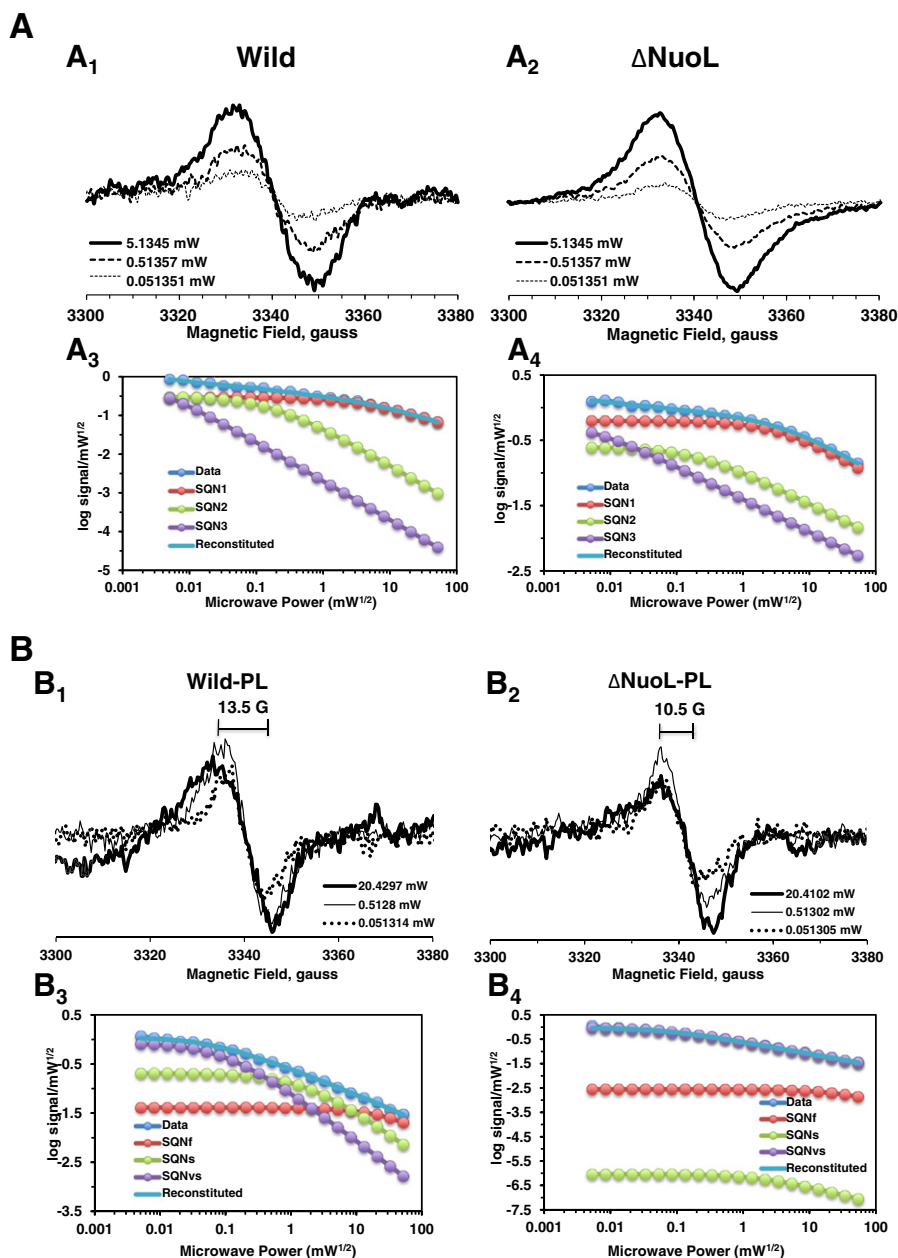 A
A1 Wild
5.1345 mW
0.51357 mW
0.051351 mW
3300 3320 3340 3360 3380
Magnetic Field, gauss
A2 ΔNuoL
5.1345 mW
0.51357 mW
0.051351 mW
3300 3320 3340 3360 3380
Magnetic Field, gauss
A3
log signal/mW1/2
0
-1
-2
-3
-4
-5
Data
SQN1
SQN2
SQN3
Reconstituted
0.001 0.01 0.1 1 10 100
Microwave Power (mW1/2)
A4
log signal/mW1/2
0.5
-0.5
-1.5
-2.5
Data
SQN1
SQN2
SQN3
Reconstituted
0.001 0.01 0.1 1 10 100
Microwave Power (mW1/2)
B
B1 Wild-PL
13.5 G
20.4297 mW
0.5128 mW
0.051314 mW
3300 3320 3340 3360 3380
Magnetic Field, gauss
B2 ΔNuoL-PL
10.5 G
20.4102 mW
0.51302 mW
0.051305 mW
3300 3320 3340 3360 3380
Magnetic Field, gauss
B3
log signal/mW1/2
0.5
-0.5
-1.5
-2.5
-3.5
Data
SQNf
SQNs
SQNvs
Reconstituted
0.001 0.01 0.1 1 10 100
Microwave Power (mW1/2)
B4
log signal/mW1/2
0.5
-0.5
-1.5
-2.5
-3.5
-4.5
-5.5
-6.5
-7.5
Data
SQNf
SQNs
SQNvs
Reconstituted
0.001 0.01 0.1 1 10 100
Microwave Power (mW1/2)